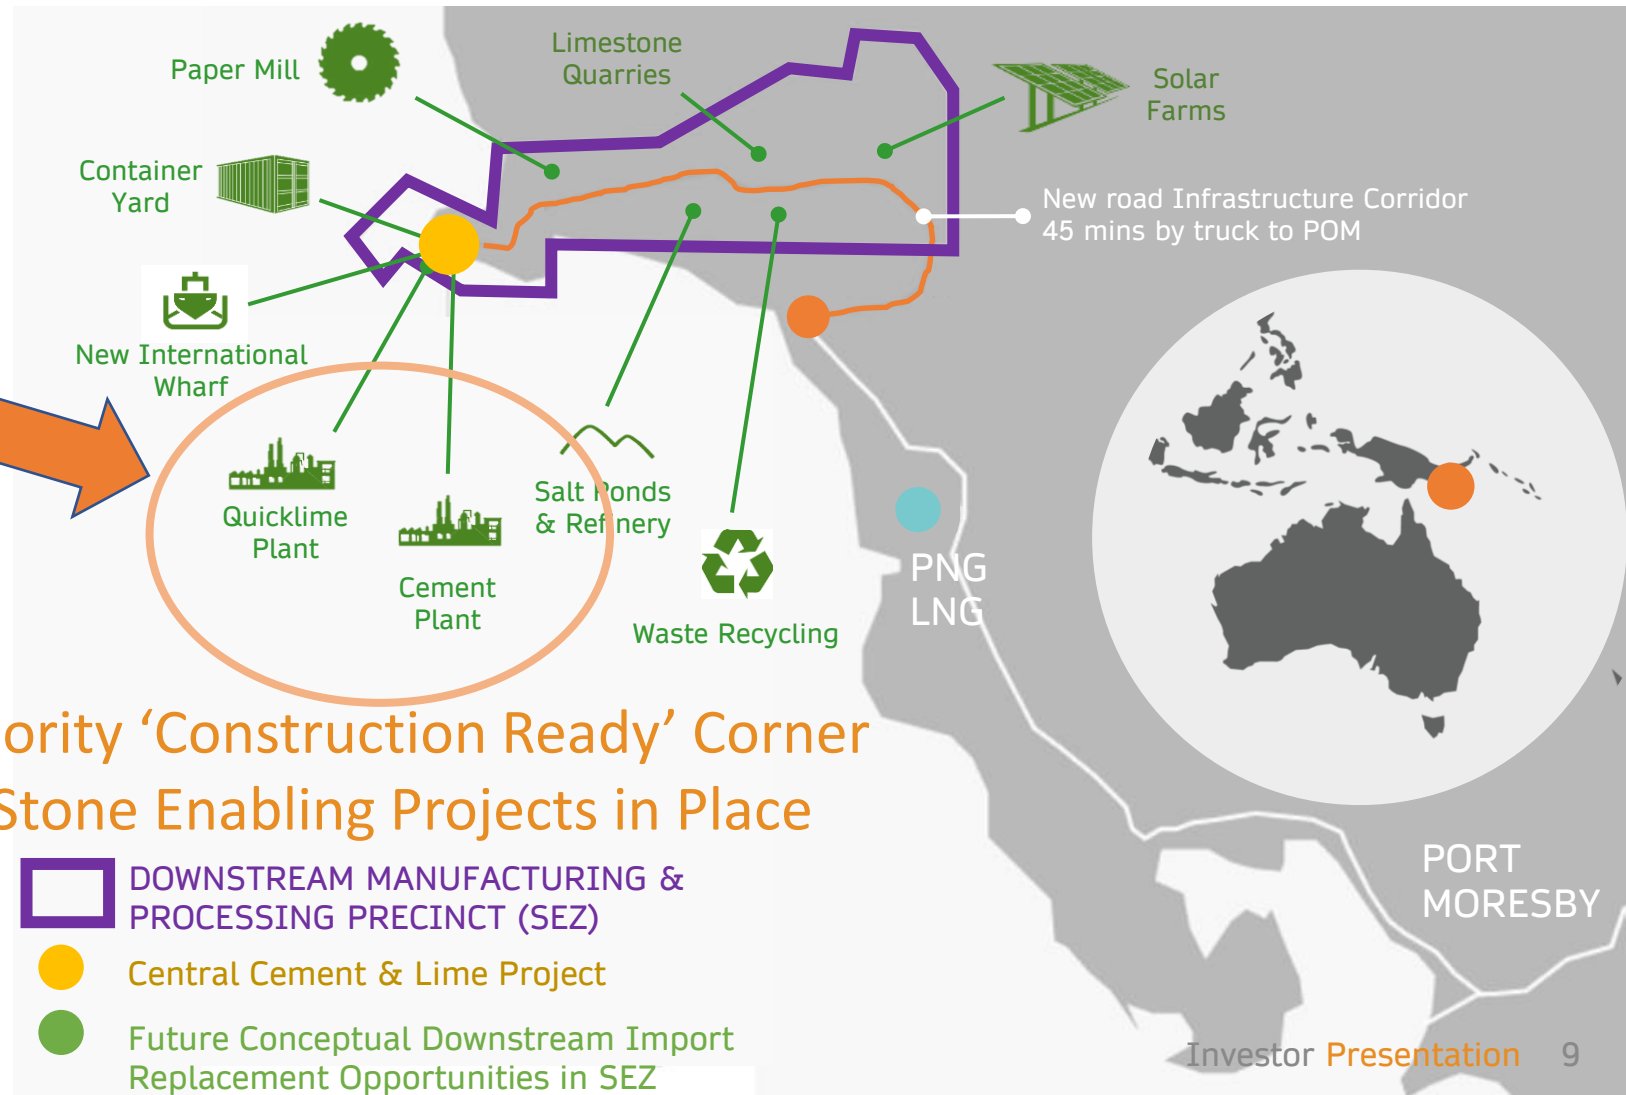 Paper Mill
Limestone
Quarries
Solar
Farms
Container
Yard
New road Infrastructure Corridor
45 mins by truck to POM
New International
Wharf
Quicklime
Plant
Cement
Plant
Salt Ponds
& Refinery
Waste Recycling
PNG
LNG
ority ‘Construction Ready’ Corner
Stone Enabling Projects in Place
DOWNSTREAM MANUFACTURING &
PROCESSING PRECINCT (SEZ)
Central Cement & Lime Project
Future Conceptual Downstream Import
Replacement Opportunities in SEZ
PORT
MORESBY
Investor Presentation 9